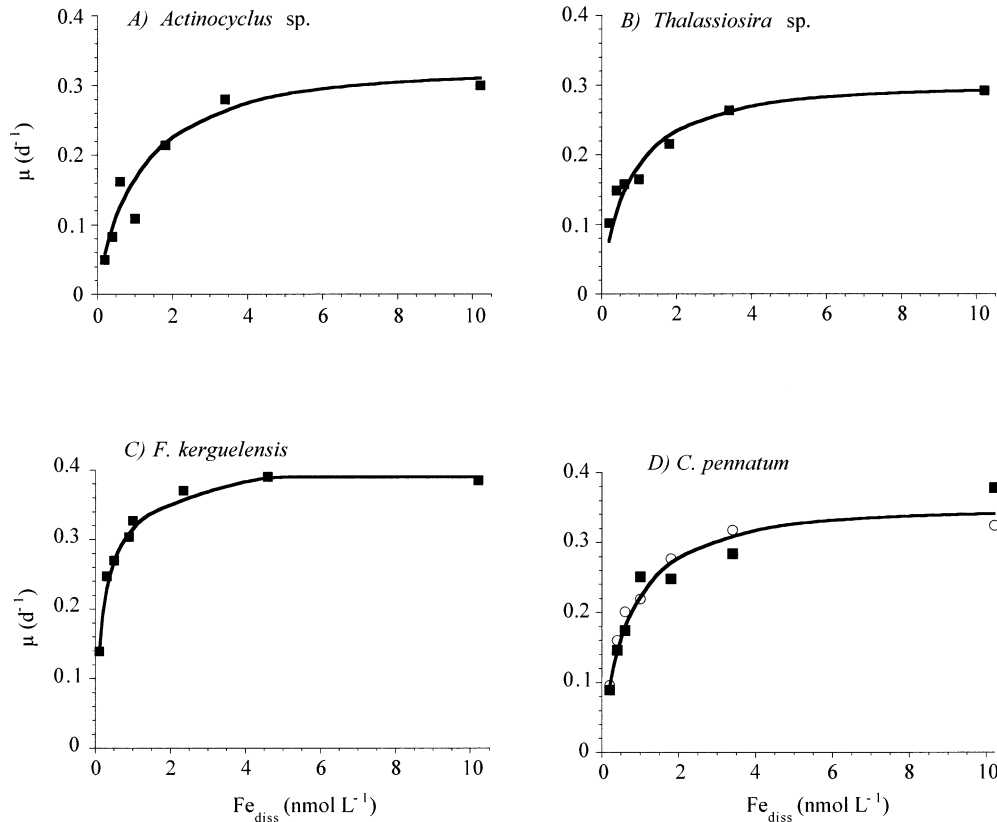 A) Actinocyclus sp.
B) Thalassiosira sp.
0.4
0.3
0.2
0.1
0
μ (d⁻¹)
0 2 4 6 8 10
0.4
0.3
0.2
0.1
0
0 2 4 6 8 10
C) F. kerguelensis
D) C. pennatum
0.4
0.3
0.2
0.1
0
μ (d⁻¹)
0 2 4 6 8 10
Fe_diss (nmol L⁻¹)
0.4
0.3
0.2
0.1
0
0 2 4 6 8 10
Fe_diss (nmol L⁻¹)